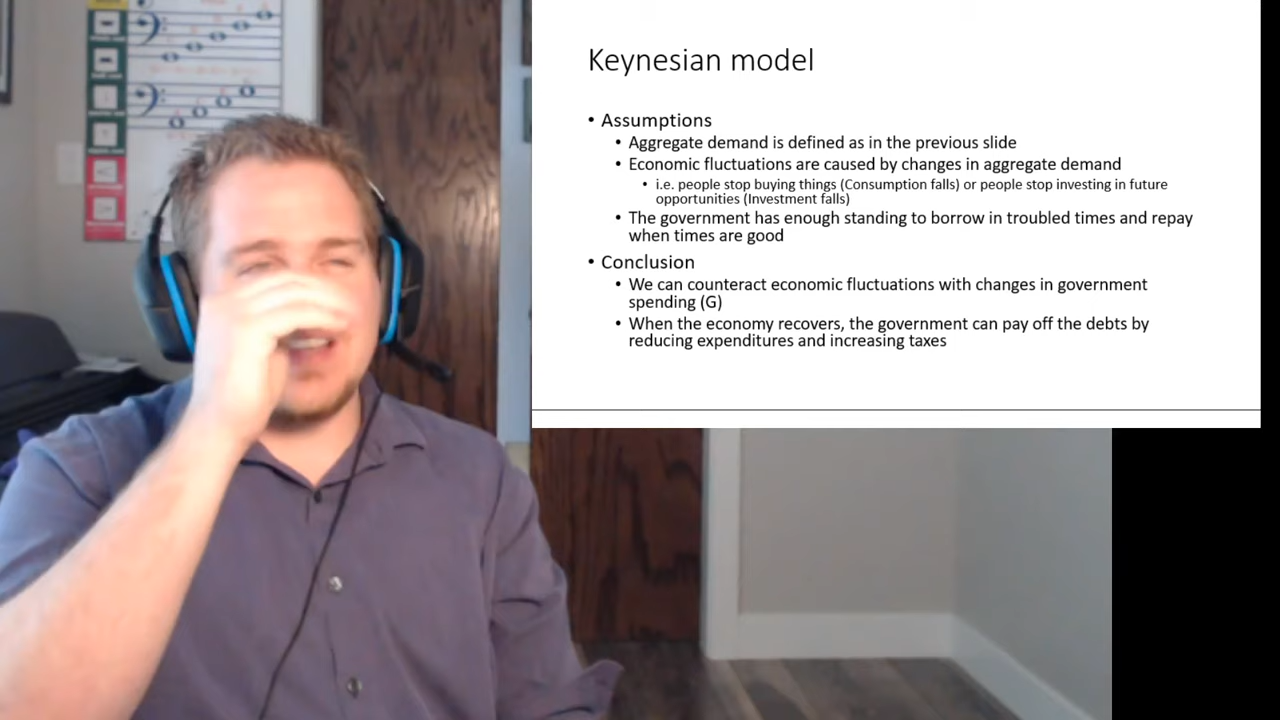 Keynesian model
• Assumptions
• Aggregate demand is defined as in the previous slide
• Economic fluctuations are caused by changes in aggregate demand
• i.e. people stop buying things (Consumption falls) or people stop investing in future
opportunities (Investment falls)
• The government has enough standing to borrow in troubled times and repay
when times are good
• Conclusion
• We can counteract economic fluctuations with changes in government
spending (G)
• When the economy recovers, the government can pay off the debts by
reducing expenditures and increasing taxes